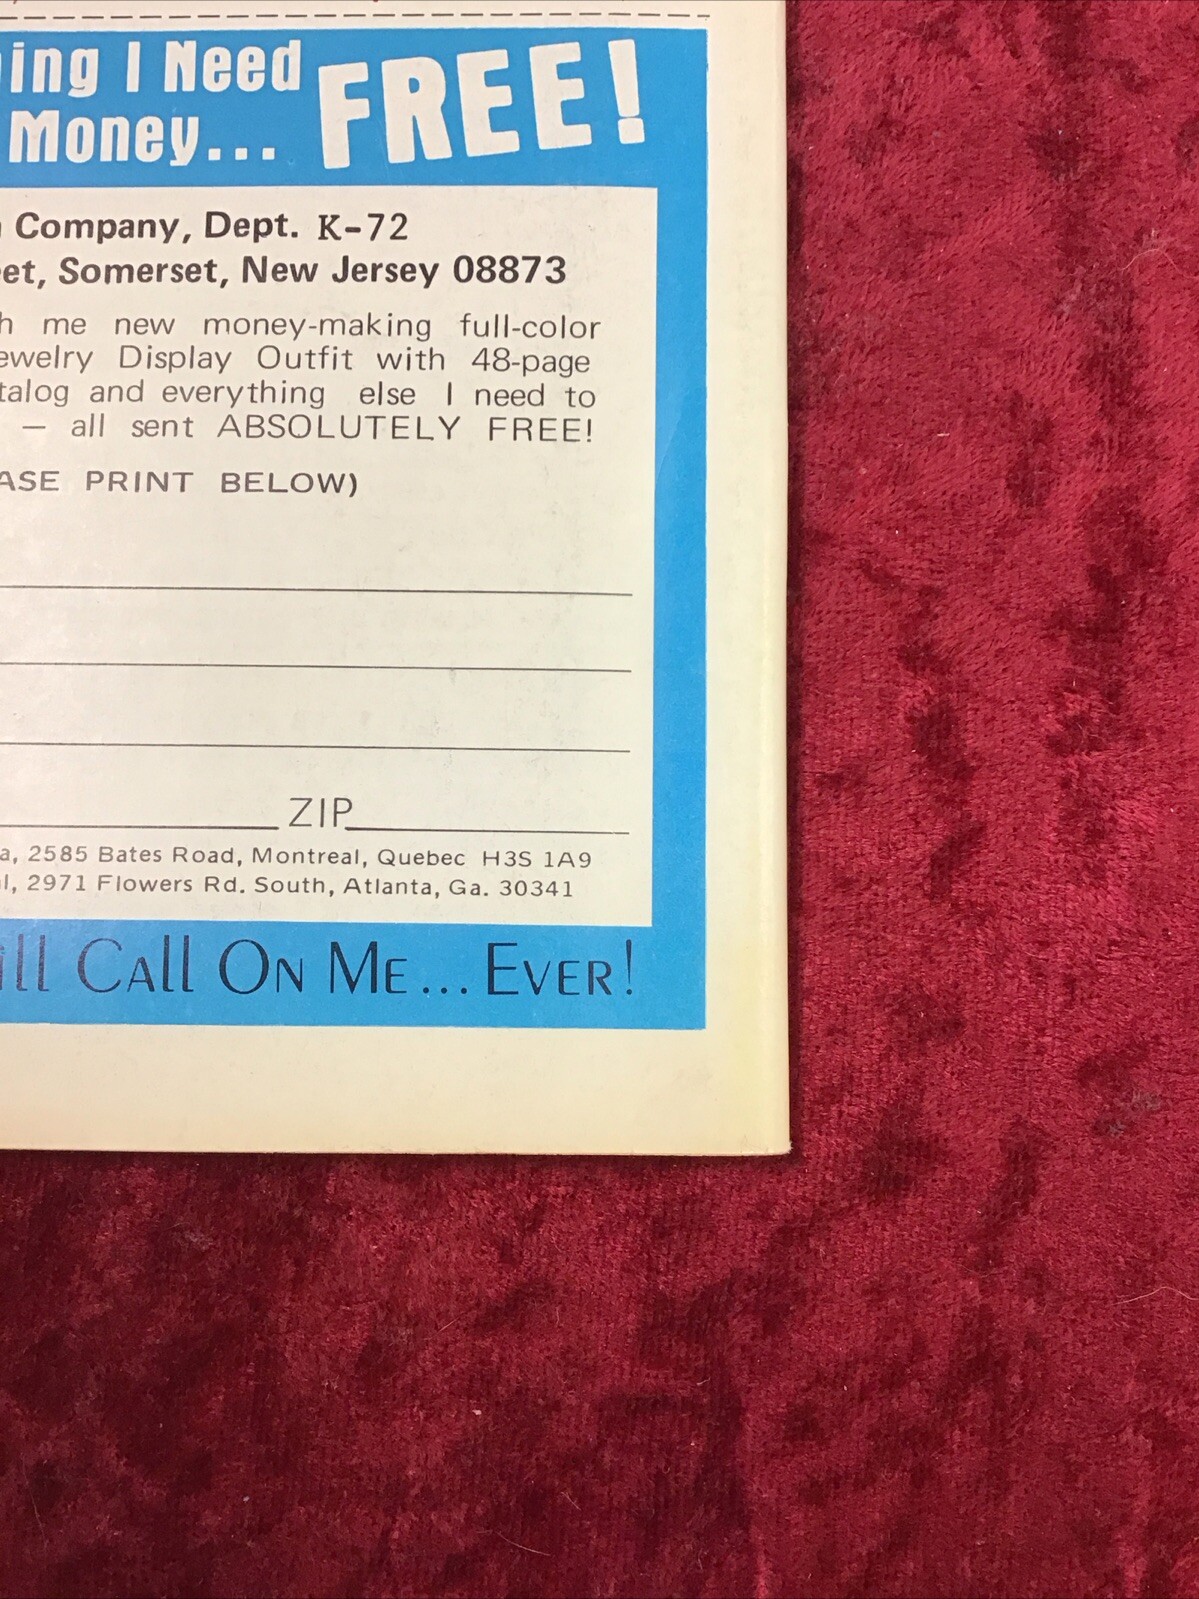 ing I Need FREE!
Money...
Company, Dept. K-72
et, Somerset, New Jersey 08873
h me new money-making full-color
ewelry Display Outfit with 48-page
talog and everything else I need to
— all sent ABSOLUTELY FREE!
ASE PRINT BELOW)
ZIP
a, 2585 Bates Road, Montreal, Quebec H3S 1A9
l, 2971 Flowers Rd. South, Atlanta, Ga. 30341
ill Call On Me... Ever!